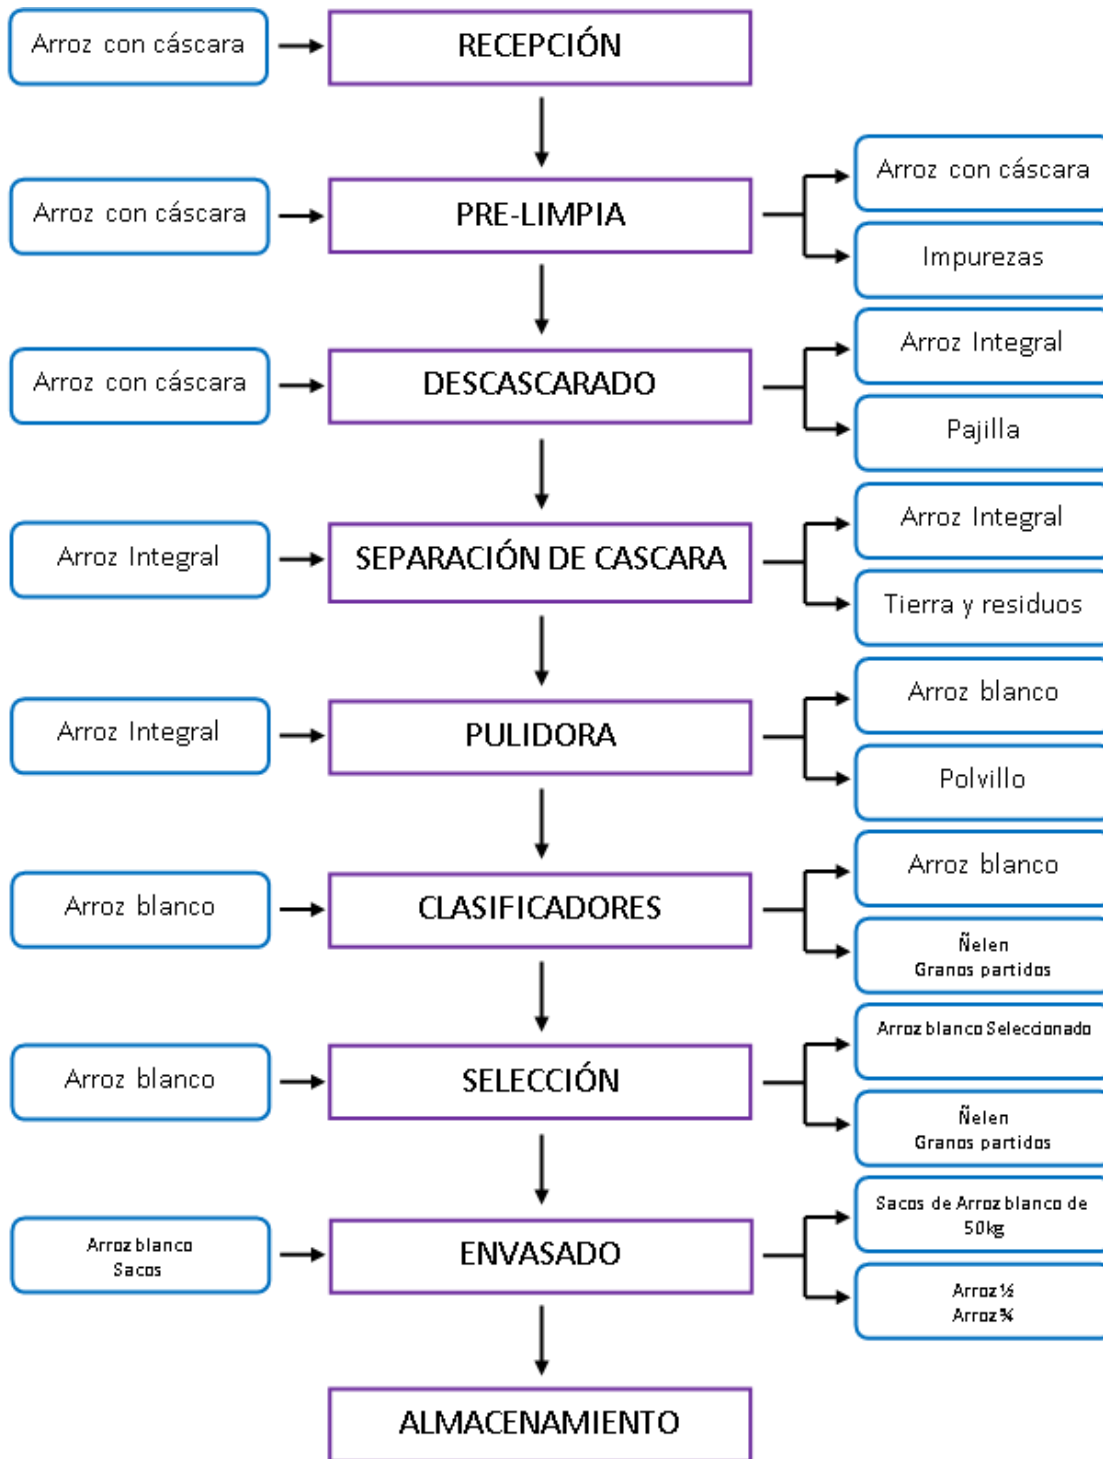 Arroz con cáscara
RECEPCIÓN
Arroz con cáscara
PRE-LIMPIA
Arroz con cáscara
Impurezas
Arroz con cáscara
DESCASCARADO
Arroz Integral
Pajilla
Arroz Integral
SEPARACIÓN DE CASCARA
Arroz Integral
Tierra y residuos
Arroz Integral
PULIDORA
Arroz blanco
Polvillo
Arroz blanco
CLASIFICADORES
Arroz blanco
Ñelen
Granos partidos
Arroz blanco
SELECCIÓN
Arroz blanco Seleccionado
Ñelen
Granos partidos
Arroz blanco
Sacos
ENVASADO
Sacos de Arroz blanco de
50kg
Arroz ½
Arroz ¾
ALMACENAMIENTO